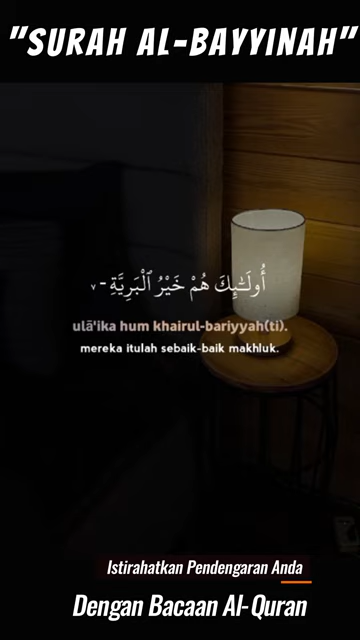 "SURAH AL-BAYYINAH"
أُولَـٰٓئِكَ هُمْ خَيْرُ ٱلْبَرِيَّةِ - ٧
ulā'ika hum khairul-bariyyah(ti).
mereka itulah sebaik-baik makhluk.
Istirahatkan Pendengaran Anda
Dengan Bacaan Al-Quran